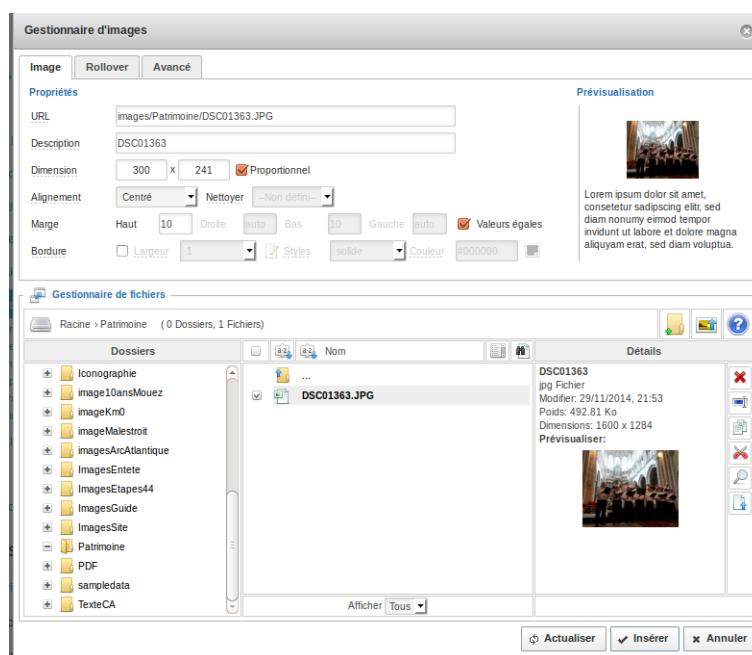 Gestionnaire d'images
Image Rollover Avancé
Propriétés Prévisualisation
URL images/Patrimoine/DSC01363.JPG
Description DSC01363
Dimension 300 x 241 Proportionnel
Alignement Centré Nettoyer --Non défini--
Marge Haut 10 Droite auto Bas 10 Gauche auto Valeurs égales
Bordure Largeur 1 Styles solide Couleur #000000
Lorem ipsum dolor sit amet,
consetetur sadipscing elitr, sed
diam nonumy eirmod tempor
invidunt ut labore et dolore magna
aliquyam erat, sed diam voluptua.
Gestionnaire de fichiers
Racine › Patrimoine ( 0 Dossiers, 1 Fichiers)
Dossiers a-z a-z Nom Détails
Iconographie
image10ansMouez
imageKm0
imageMalestroit
imagesArcAtlantique
ImagesEntete
ImagesEtapes44
ImagesGuide
ImagesSite
Patrimoine
PDF
sampledata
TexteCA
...
DSC01363.JPG
Afficher Tous
DSC01363
jpg Fichier
Modifier: 29/11/2014, 21:53
Poids: 492.81 Ko
Dimensions: 1600 x 1284
Prévisualiser:
Actualiser Insérer Annuler